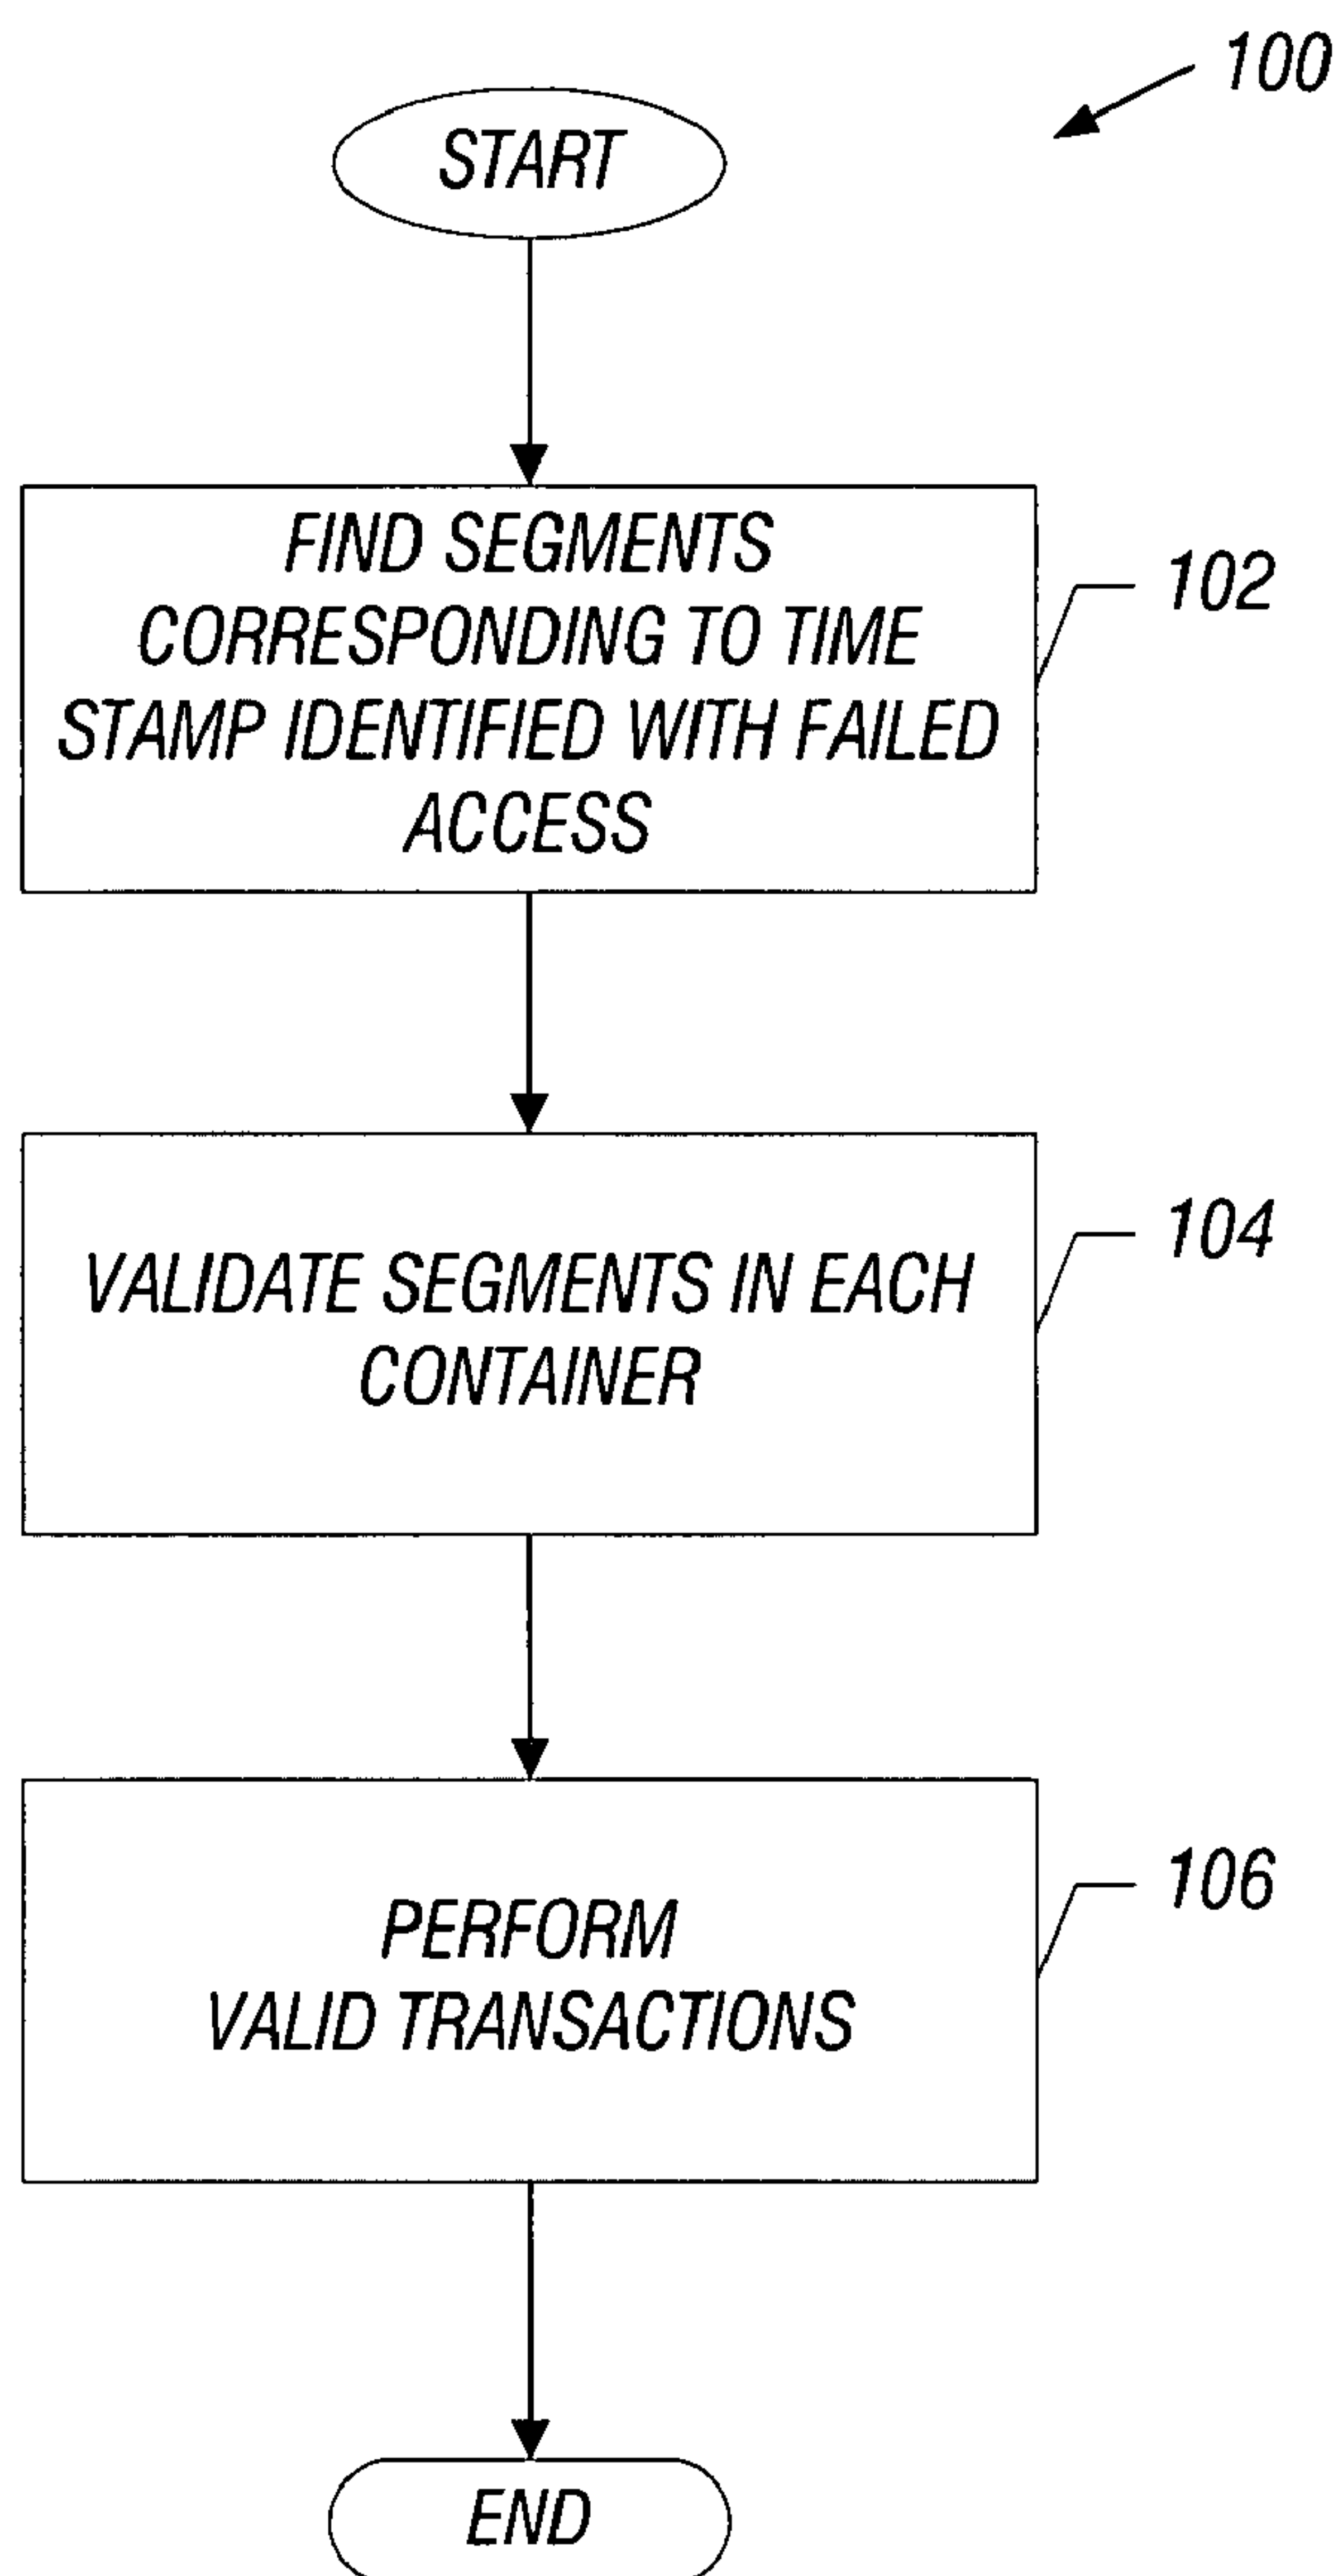 100
START
FIND SEGMENTS
CORRESPONDING TO TIME
STAMP IDENTIFIED WITH FAILED
ACCESS
102
VALIDATE SEGMENTS IN EACH
CONTAINER
104
PERFORM
VALID TRANSACTIONS
106
END